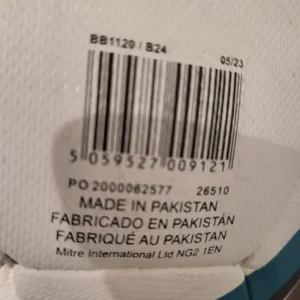 BB1120 / B24
05/23
5 059527 009121
PO 2000062577 26510
MADE IN PAKISTAN
FABRICADO EN PAKISTÁN
FABRIQUÉ AU PAKISTAN
Mitre International Ltd NG2 1EN